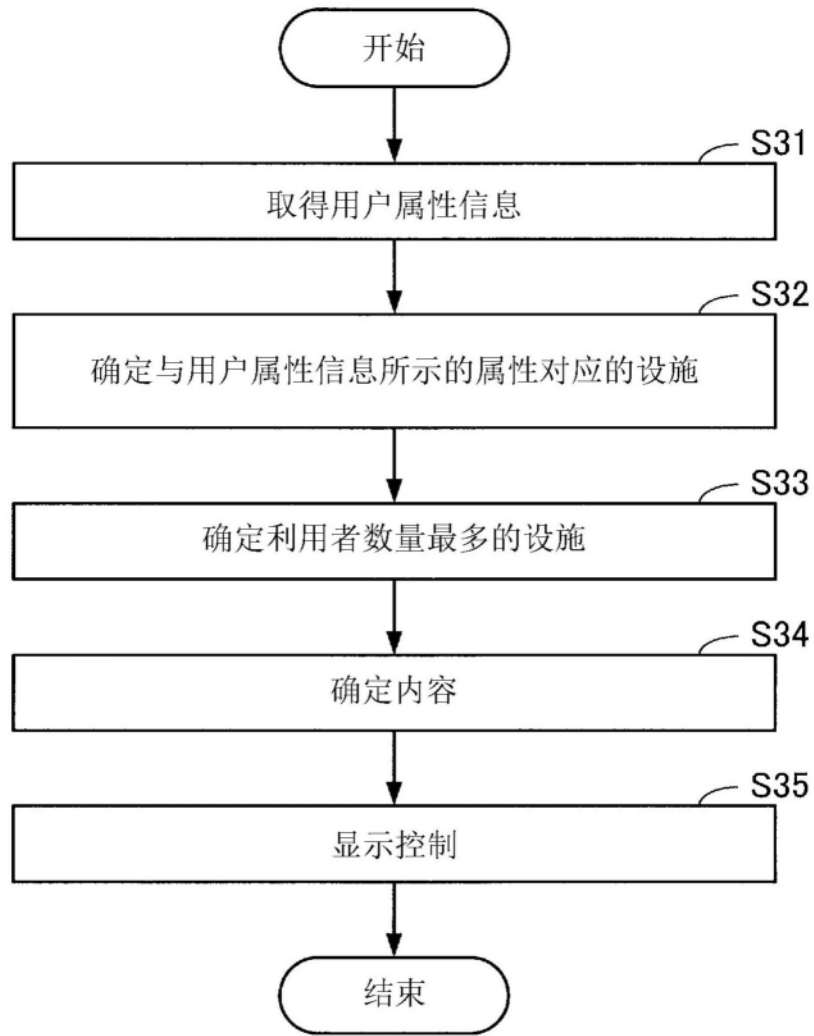 开始
S31
取得用户属性信息
S32
确定与用户属性信息所示的属性对应的设施
S33
确定利用者数量最多的设施
S34
确定内容
S35
显示控制
结束